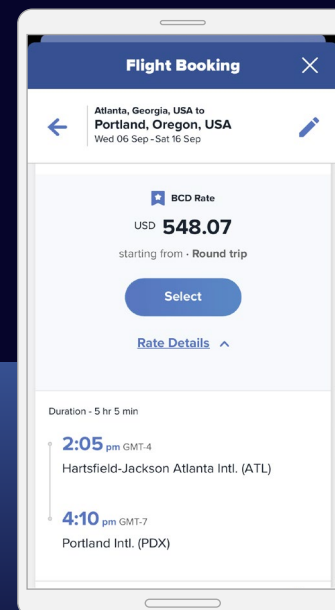 Flight Booking
Atlanta, Georgia, USA to
Portland, Oregon, USA
Wed 06 Sep - Sat 16 Sep
BCD Rate
USD 548.07
starting from · Round trip
Select
Rate Details
Duration - 5 hr 5 min
2:05 pm GMT-4
Hartsfield-Jackson Atlanta Intl. (ATL)
4:10 pm GMT-7
Portland Intl. (PDX)